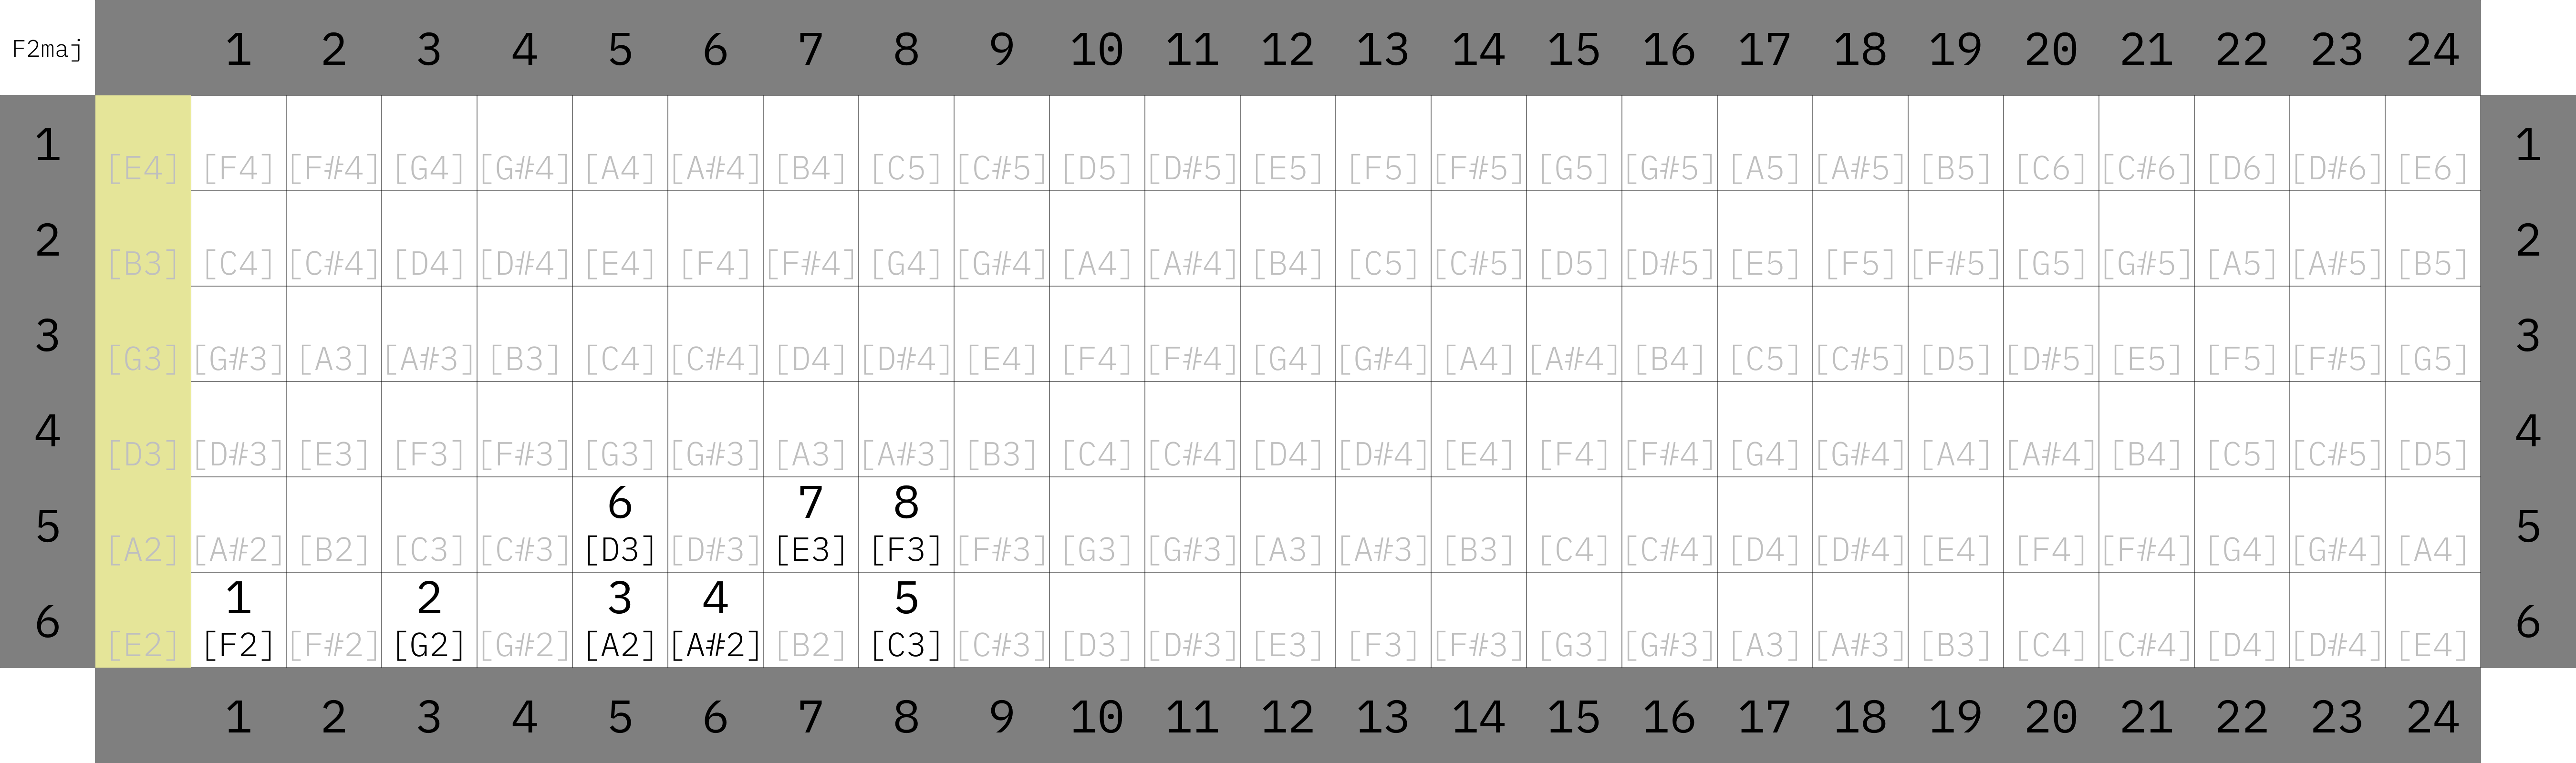 F2maj 1 2 3 4 5 6 7 8 9 10 11 12 13 14 15 16 17 18 19 20 21 22 23 24
1 [E4] [F4] [F#4] [G4] [G#4] [A4] [A#4] [B4] [C5] [C#5] [D5] [D#5] [E5] [F5] [F#5] [G5] [G#5] [A5] [A#5] [B5] [C6] [C#6] [D6] [D#6] [E6] 1
2 [B3] [C4] [C#4] [D4] [D#4] [E4] [F4] [F#4] [G4] [G#4] [A4] [A#4] [B4] [C5] [C#5] [D5] [D#5] [E5] [F5] [F#5] [G5] [G#5] [A5] [A#5] [B5] 2
3 [G3] [G#3] [A3] [A#3] [B3] [C4] [C#4] [D4] [D#4] [E4] [F4] [F#4] [G4] [G#4] [A4] [A#4] [B4] [C5] [C#5] [D5] [D#5] [E5] [F5] [F#5] [G5] 3
4 [D3] [D#3] [E3] [F3] [F#3] [G3] [G#3] [A3] [A#3] [B3] [C4] [C#4] [D4] [D#4] [E4] [F4] [F#4] [G4] [G#4] [A4] [A#4] [B4] [C5] [C#5] [D5] 4
6 7 8
5 [A2] [A#2] [B2] [C3] [C#3] [D3] [D#3] [E3] [F3] [F#3] [G3] [G#3] [A3] [A#3] [B3] [C4] [C#4] [D4] [D#4] [E4] [F4] [F#4] [G4] [G#4] [A4] 5
1 2 3 4 5
6 [E2] [F2] [F#2] [G2] [G#2] [A2] [A#2] [B2] [C3] [C#3] [D3] [D#3] [E3] [F3] [F#3] [G3] [G#3] [A3] [A#3] [B3] [C4] [C#4] [D4] [D#4] [E4] 6
1 2 3 4 5 6 7 8 9 10 11 12 13 14 15 16 17 18 19 20 21 22 23 24